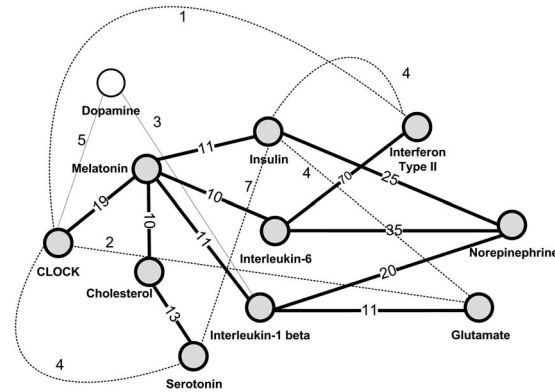 1
4
Dopamine
3
5
Insulin
Interferon
Type II
11
Melatonin
7
4
70
25
19
10
10
11
35
CLOCK
2
Interleukin-6
Norepinephrine
Cholesterol
20
13
11
Interleukin-1 beta
Glutamate
4
Serotonin